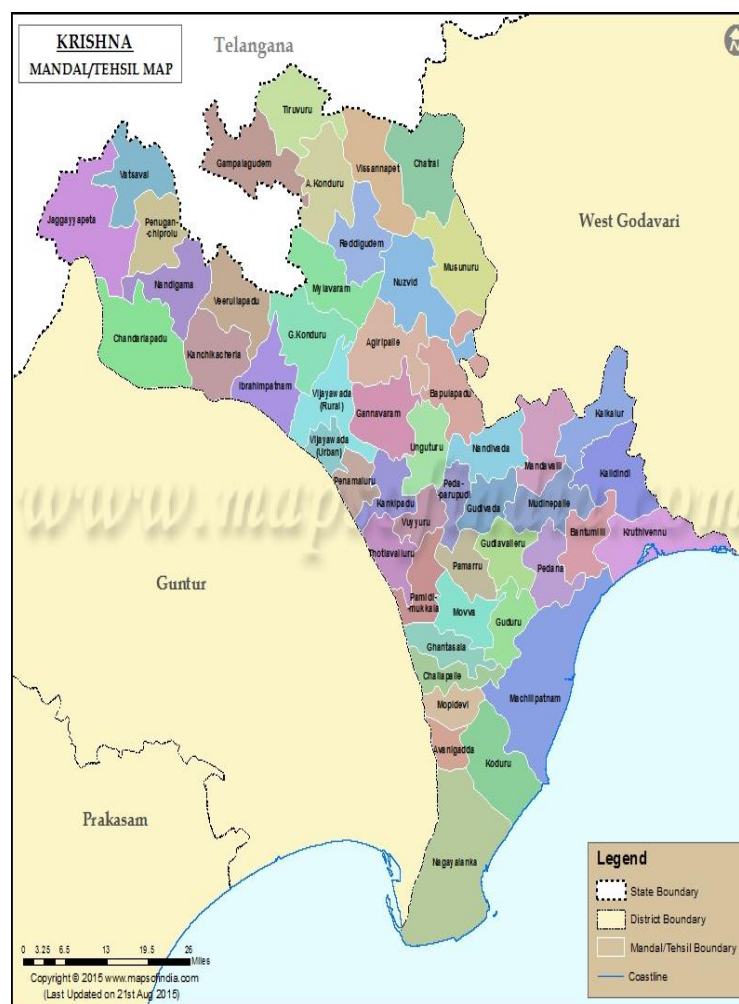 KRISHNA
MANDAL/TEHSIL MAP
Telangana
N
Tiruvuru
Gampalagudem
A.Konduru
Vissannapet
Chatrai
Vatsavai
Jaggayyapeta
Penugan-
chiprolu
West Godavari
Reddigudem
Musunuru
Nandigama
Mylavaram
Nuzvid
Veerullapadu
Chandarlapadu
G.Konduru
Agiripalle
Kanchikacherla
Ibrahimpatnam
Vijayawada
(Rural)
Bapulapadu
Kaikalur
Gannavaram
Vijayawada
(Urban)
Unguturu
Nandivada
Mandavalli
Kalidindi
Penamaluru
Peda-
parupudi
Kankipadu
Gudivada
Mudinepalle
www.mapsofindia.com
Vuyyuru
Bantumilli
Kruthivennu
Thotlavalluru
Gudlavalleru
Pamarru
Pedana
Guntur
Pamidi-
mukkala
Movva
Guduru
Ghantasala
Challapalle
Machilipatnam
Mopidevi
Avanigadda
Koduru
Prakasam
Nagayalanka
Legend
State Boundary
District Boundary
Mandal/Tehsil Boundary
Coastline
0 3.25 6.5 13 19.5 26
Miles
Copyright © 2015 www.mapsofindia.com
(Last Updated on 21st Aug 2015)